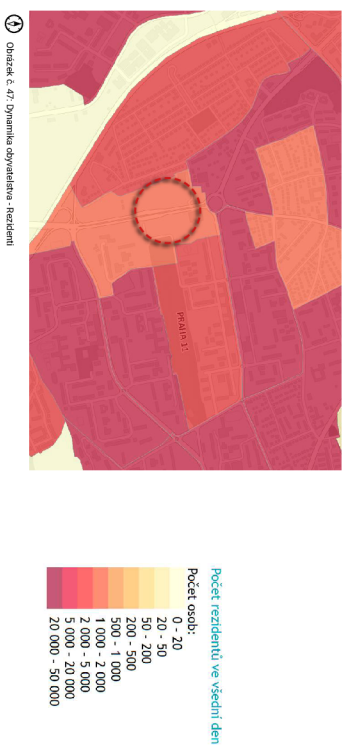 PRAHA 11
Obrázek č. 47: Dynamika obyvatelstva - Rezidenti
Počet rezidentů ve všední den
Počet osob:
0 - 20
20 - 50
50 - 200
200 - 500
500 - 1 000
1 000 - 2 000
2 000 - 5 000
5 000 - 20 000
20 000 - 50 000